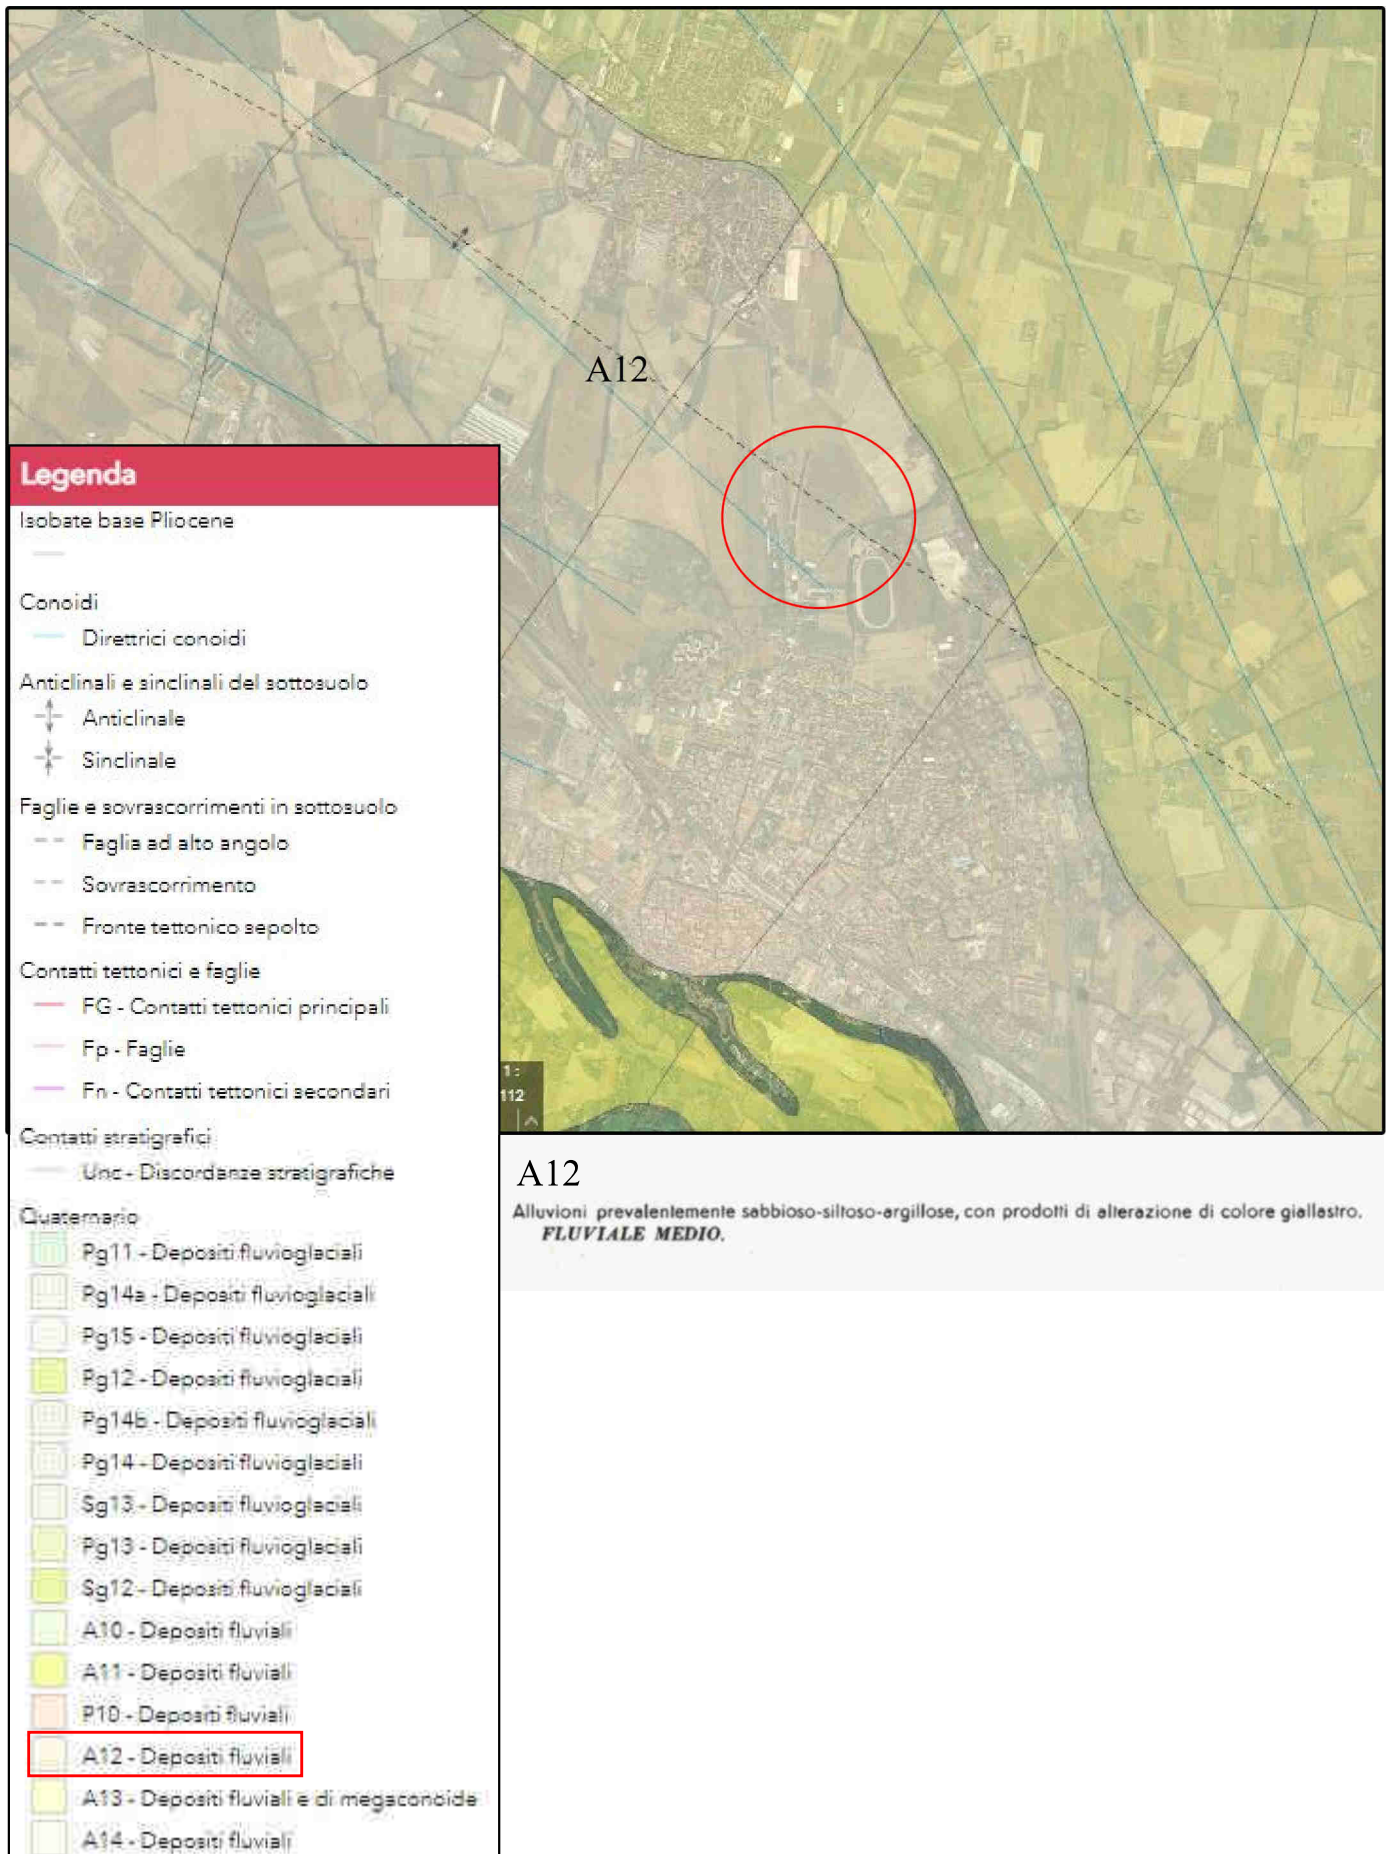 A12
Legenda
Isobate base Pliocene
Conoidi
Direttrici conoidi
Anticlinali e sinclinali del sottosuolo
Anticlinale
Sinclinale
Faglie e sovrascorrimenti in sottosuolo
Faglia ad alto angolo
Sovrascorrimento
Fronte tettonico sepolto
Contatti tettonici e faglie
FG - Contatti tettonici principali
Fp - Faglie
Fn - Contatti tettonici secondari
Contatti stratigrafici
Unc - Discordanze stratigrafiche
Quaternario
Pg11 - Depositi fluvioglaciali
Pg14a - Depositi fluvioglaciali
Pg15 - Depositi fluvioglaciali
Pg12 - Depositi fluvioglaciali
Pg14b - Depositi fluvioglaciali
Pg14 - Depositi fluvioglaciali
Sg13 - Depositi fluvioglaciali
Pg13 - Depositi fluvioglaciali
Sg12 - Depositi fluvioglaciali
A10 - Depositi fluviali
A11 - Depositi fluviali
P10 - Depositi fluviali
A12 - Depositi fluviali
A13 - Depositi fluviali e di megaconoide
A14 - Depositi fluviali
1 :
112
A12
Alluvioni prevalentemente sabbioso-siltoso-argillose, con prodotti di alterazione di colore giallastro.
FLUVIALE MEDIO.